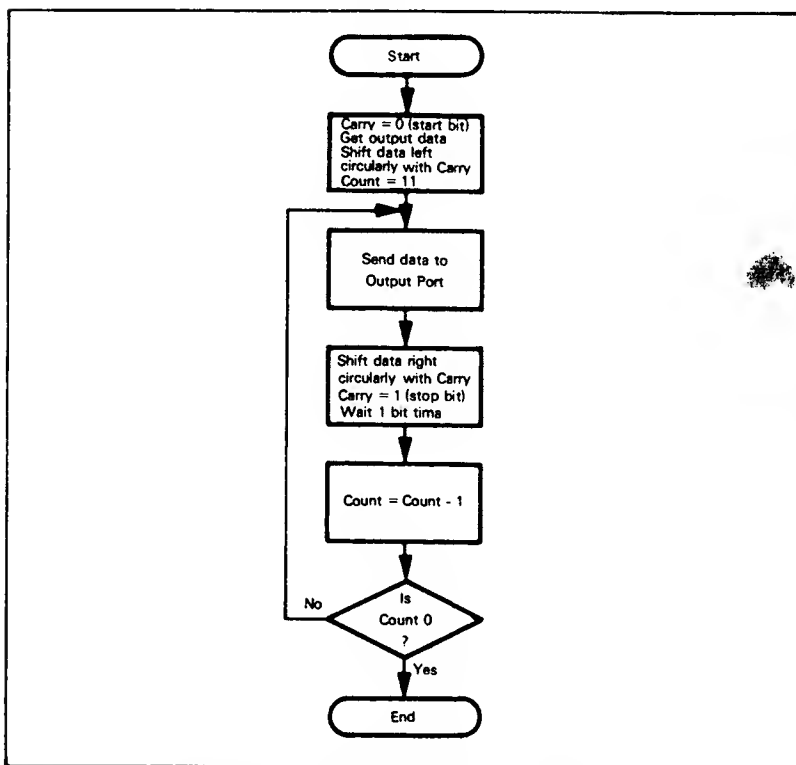 Start
Carry = 0 (start bit)
Get output data
Shift data left
circularly with Carry
Count = 11
Send data to
Output Port
Shift data right
circularly with Carry
Carry = 1 (stop bit)
Wait 1 bit tima
Count = Count - 1
Is
Count 0
?
No
Yes
End